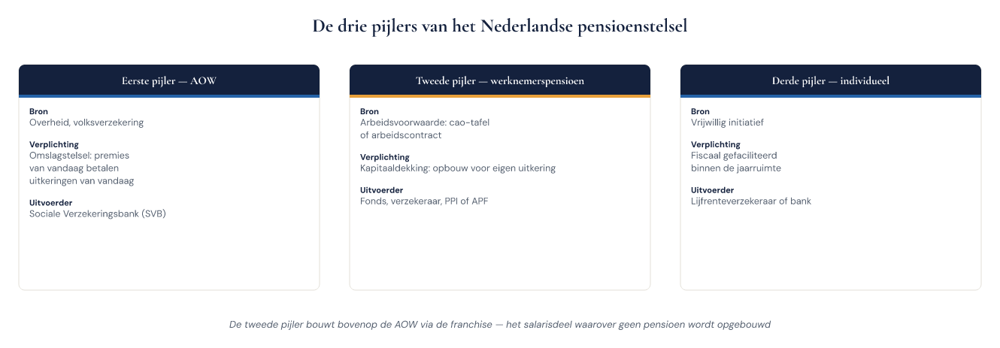 De drie pijlers van het Nederlandse pensioenstelsel
Eerste pijler — AOW
Bron
Overheid, volksverzekering
Verplichting
Omslagstelsel: premies
van vandaag betalen
uitkeringen van vandaag
Uitvoerder
Sociale Verzekeringsbank (SVB)
Tweede pijler — werknemerspensioen
Bron
Arbeidsvoorwaarde: cao-tafel
of arbeidscontract
Verplichting
Kapitaaldekking: opbouw voor eigen uitkering
Uitvoerder
Fonds, verzekeraar, PPI of APF
Derde pijler — individueel
Bron
Vrijwillig initiatief
Verplichting
Fiscaal gefaciliteerd
binnen de jaarruimte
Uitvoerder
Lijfrenteverzekeraar of bank
De tweede pijler bouwt bovenop de AOW via de franchise — het salarisdeel waarover geen pensioen wordt opgebouwd